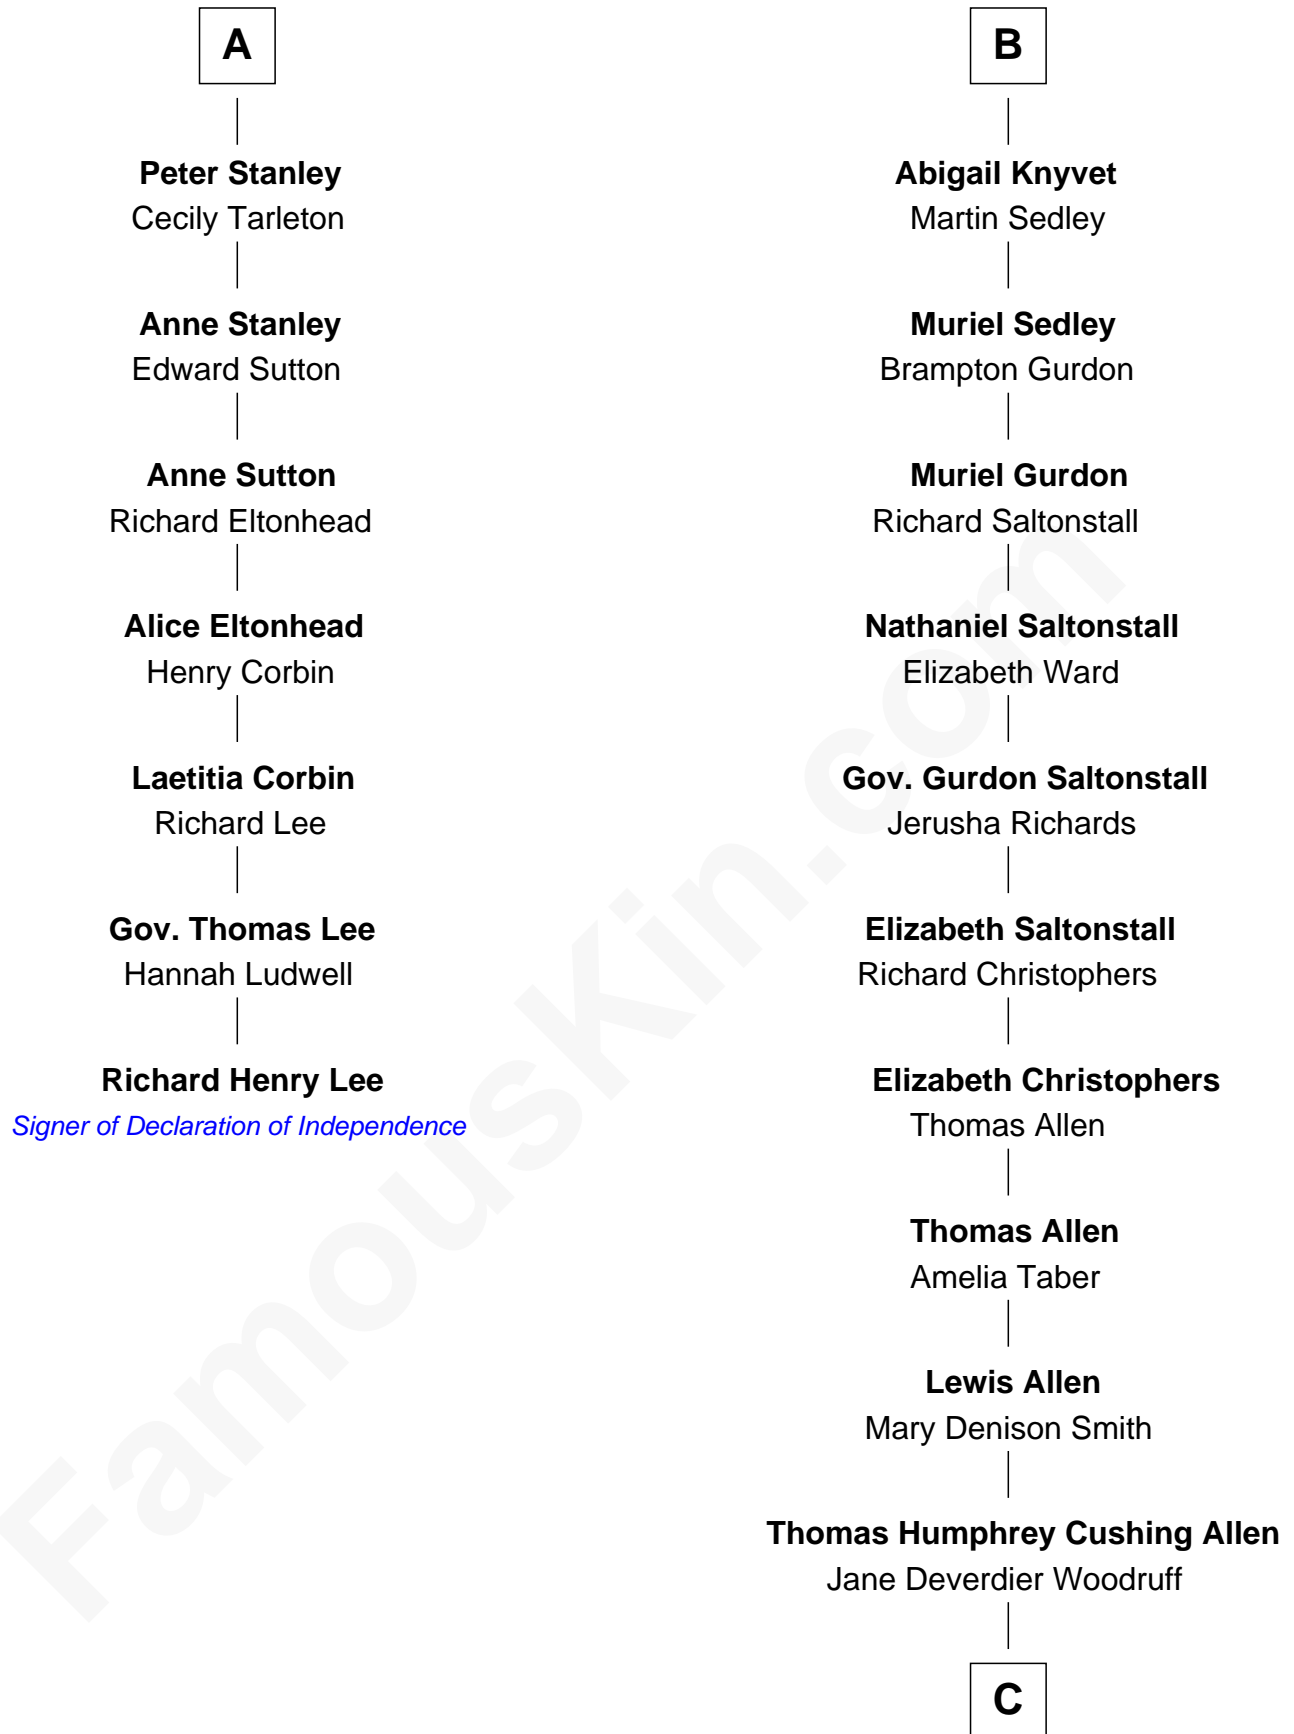 A
Peter Stanley
Cecily Tarleton
Anne Stanley
Edward Sutton
Anne Sutton
Richard Eltonhead
Alice Eltonhead
Henry Corbin
Laetitia Corbin
Richard Lee
Gov. Thomas Lee
Hannah Ludwell
Richard Henry Lee
Signer of Declaration of Independence
B
Abigail Knyvet
Martin Sedley
Muriel Sedley
Brampton Gurdon
Muriel Gurdon
Richard Saltonstall
Nathaniel Saltonstall
Elizabeth Ward
Gov. Gurdon Saltonstall
Jerusha Richards
Elizabeth Saltonstall
Richard Christophers
Elizabeth Christophers
Thomas Allen
Thomas Allen
Amelia Taber
Lewis Allen
Mary Denison Smith
Thomas Humphrey Cushing Allen
Jane Deverdier Woodruff
C
FamousKin.com